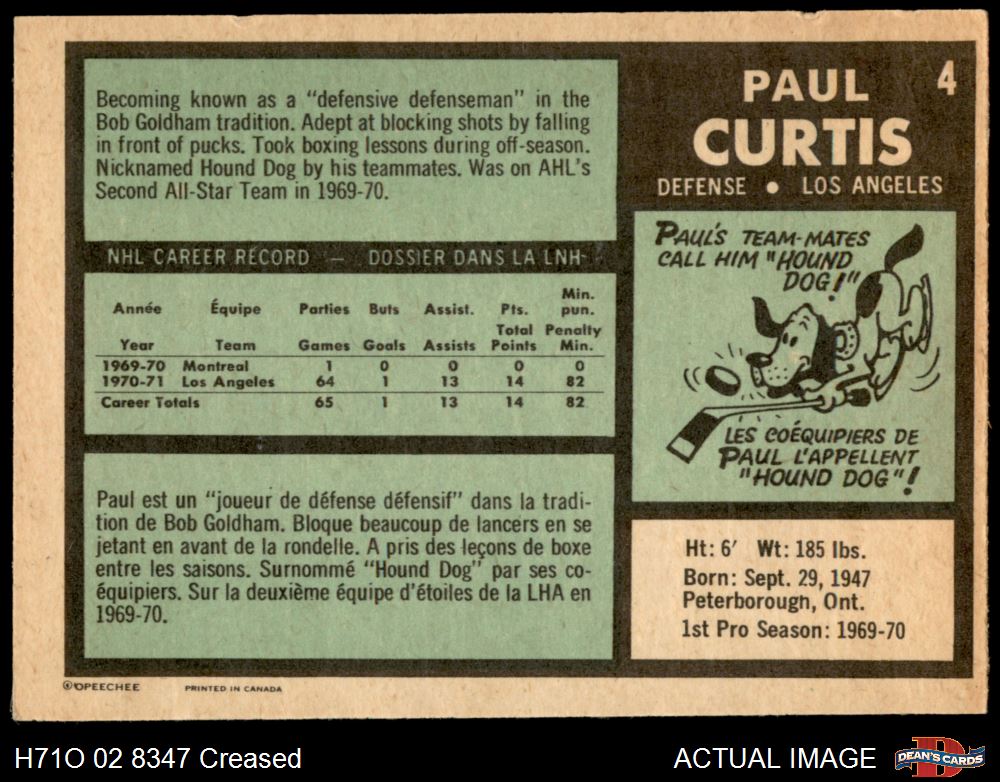 PAUL
CURTIS
4
DEFENSE • LOS ANGELES
Becoming known as a "defensive defenseman" in the
Bob Goldham tradition. Adept at blocking shots by falling
in front of pucks. Took boxing lessons during off-season.
Nicknamed Hound Dog by his teammates. Was on AHL's
Second All-Star Team in 1969-70.
NHL CAREER RECORD — DOSSIER DANS LA LNH
Année Équipe Parties Buts Assist. Pts. Min. pun.
Year Team Games Goals Assists Total Points Penalty Min.
1969-70 Montreal 1 0 0 0 0
1970-71 Los Angeles 64 1 13 14 82
Career Totals 65 1 13 14 82
Paul est un "joueur de défense défensif" dans la tradi-
tion de Bob Goldham. Bloque beaucoup de lancers en se
jetant en avant de la rondelle. A pris des leçons de boxe
entre les saisons. Surnommé "Hound Dog" par ses co-
équipiers. Sur la deuxième équipe d'étoiles de la LHA en
1969-70.
PAUL'S TEAM-MATES
CALL HIM "HOUND
DOG!"
LES COÉQUIPIERS DE
PAUL L'APPELLENT
"HOUND DOG"!
Ht: 6' Wt: 185 lbs.
Born: Sept. 29, 1947
Peterborough, Ont.
1st Pro Season: 1969-70
© OPEECHEE PRINTED IN CANADA
H71O 02 8347 Creased
ACTUAL IMAGE
D
DEAN'S CARDS